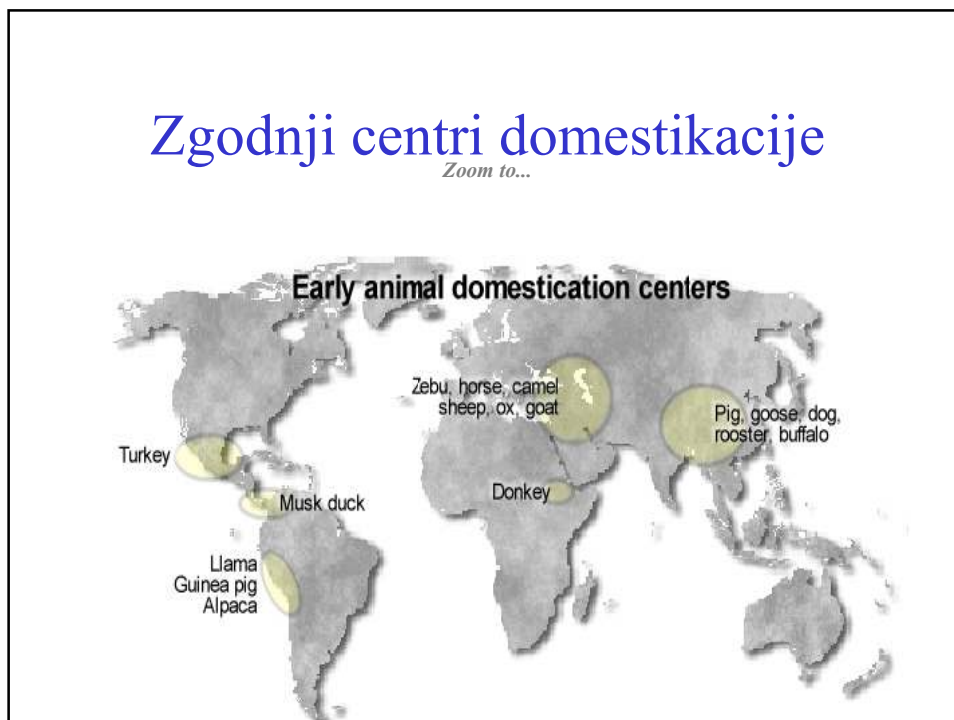 Zgodnji centri domestikacije
Zoom to...
Early animal domestication centers
Zebu, horse, camel
sheep, ox, goat
Pig, goose, dog,
rooster, buffalo
Turkey
Donkey
Musk duck
Llama
Guinea pig
Alpaca